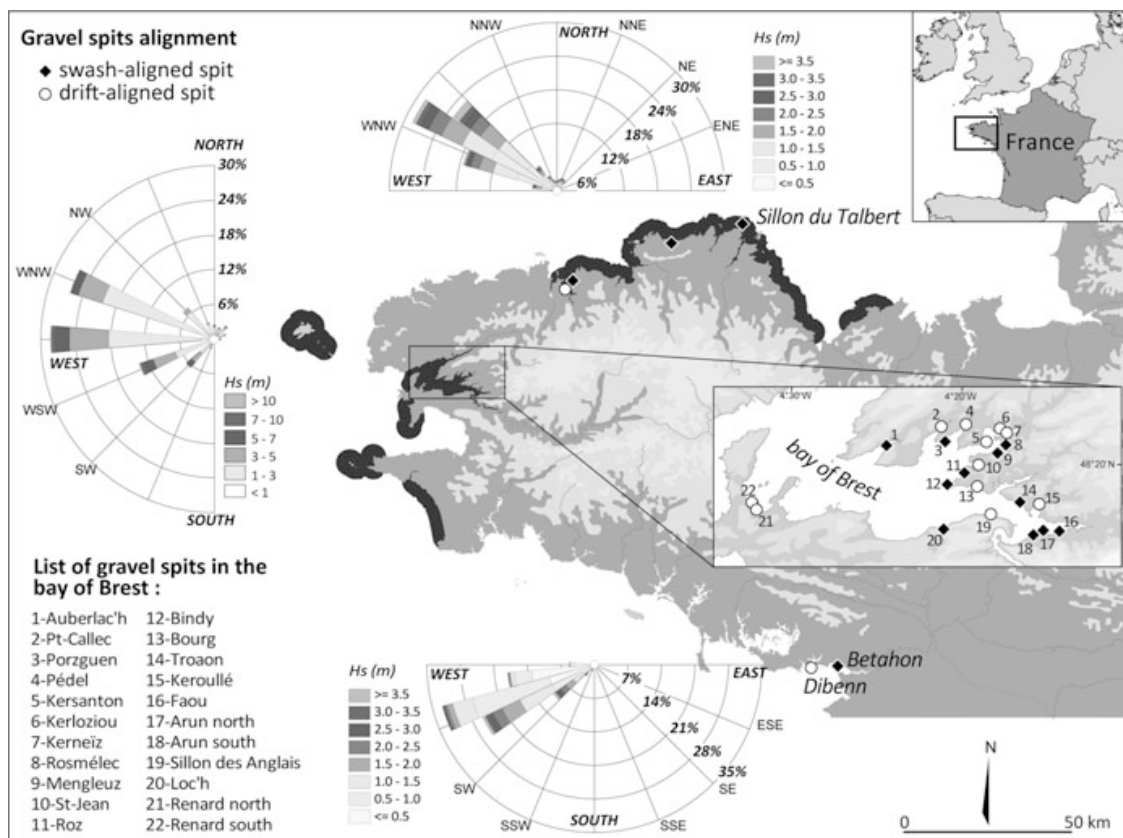 Gravel spits alignment
swash-aligned spit
drift-aligned spit
NNW
NORTH
NNE
NE
30%
WNW
24%
ENE
18%
12%
WEST
6%
EAST
Hs (m)
>= 3.5
3.0 - 3.5
2.5 - 3.0
2.0 - 2.5
1.5 - 2.0
1.0 - 1.5
0.5 - 1.0
<= 0.5
France
NORTH
30%
NW
24%
18%
WNW
12%
6%
WEST
WSW
SW
SOUTH
Hs (m)
> 10
7 - 10
5 - 7
3 - 5
1 - 3
< 1
Sillon du Talbert
4°30'W
4°20'W
48°20'N
bay of Brest
1
2
3
4
5
6
7
8
9
10
11
12
13
14
15
16
17
18
19
20
21
22
List of gravel spits in the
bay of Brest :
1-Auberlac'h
2-Pt-Callec
3-Porzguen
4-Pédel
5-Kersanton
6-Kerloziou
7-Kerneïz
8-Rosmélec
9-Mengleuz
10-St-Jean
11-Roz
12-Bindy
13-Bourg
14-Troaon
15-Keroullé
16-Faou
17-Arun north
18-Arun south
19-Sillon des Anglais
20-Loc'h
21-Renard north
22-Renard south
Hs (m)
>= 3.5
3.0 - 3.5
2.5 - 3.0
2.0 - 2.5
1.5 - 2.0
1.0 - 1.5
0.5 - 1.0
<= 0.5
WEST
7%
EAST
14%
ESE
21%
28%
35%
SW
SE
SSW
SSE
SOUTH
Betahon
Dibenn
N
0
50 km